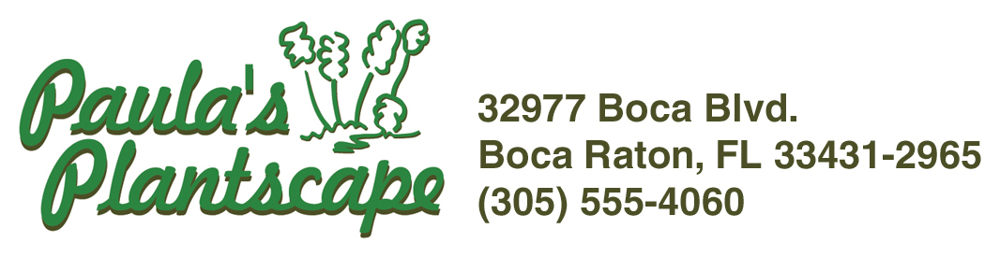 Paula's
Plantscape
32977 Boca Blvd.
Boca Raton, FL 33431-2965
(305) 555-4060